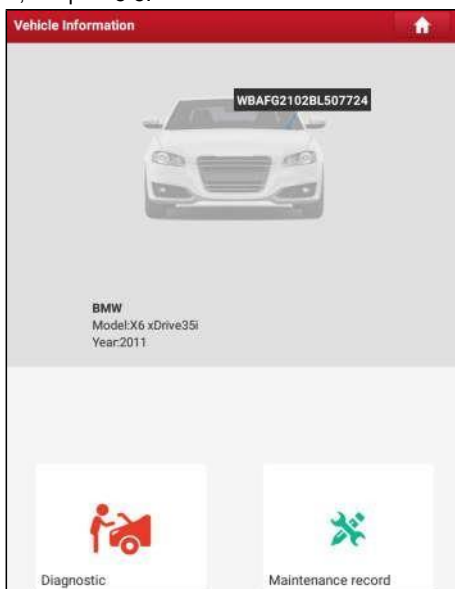 Vehicle Information
WBAFG2102BL507724
BMW
Model:X6 xDrive35i
Year:2011
Diagnostic
Maintenance record